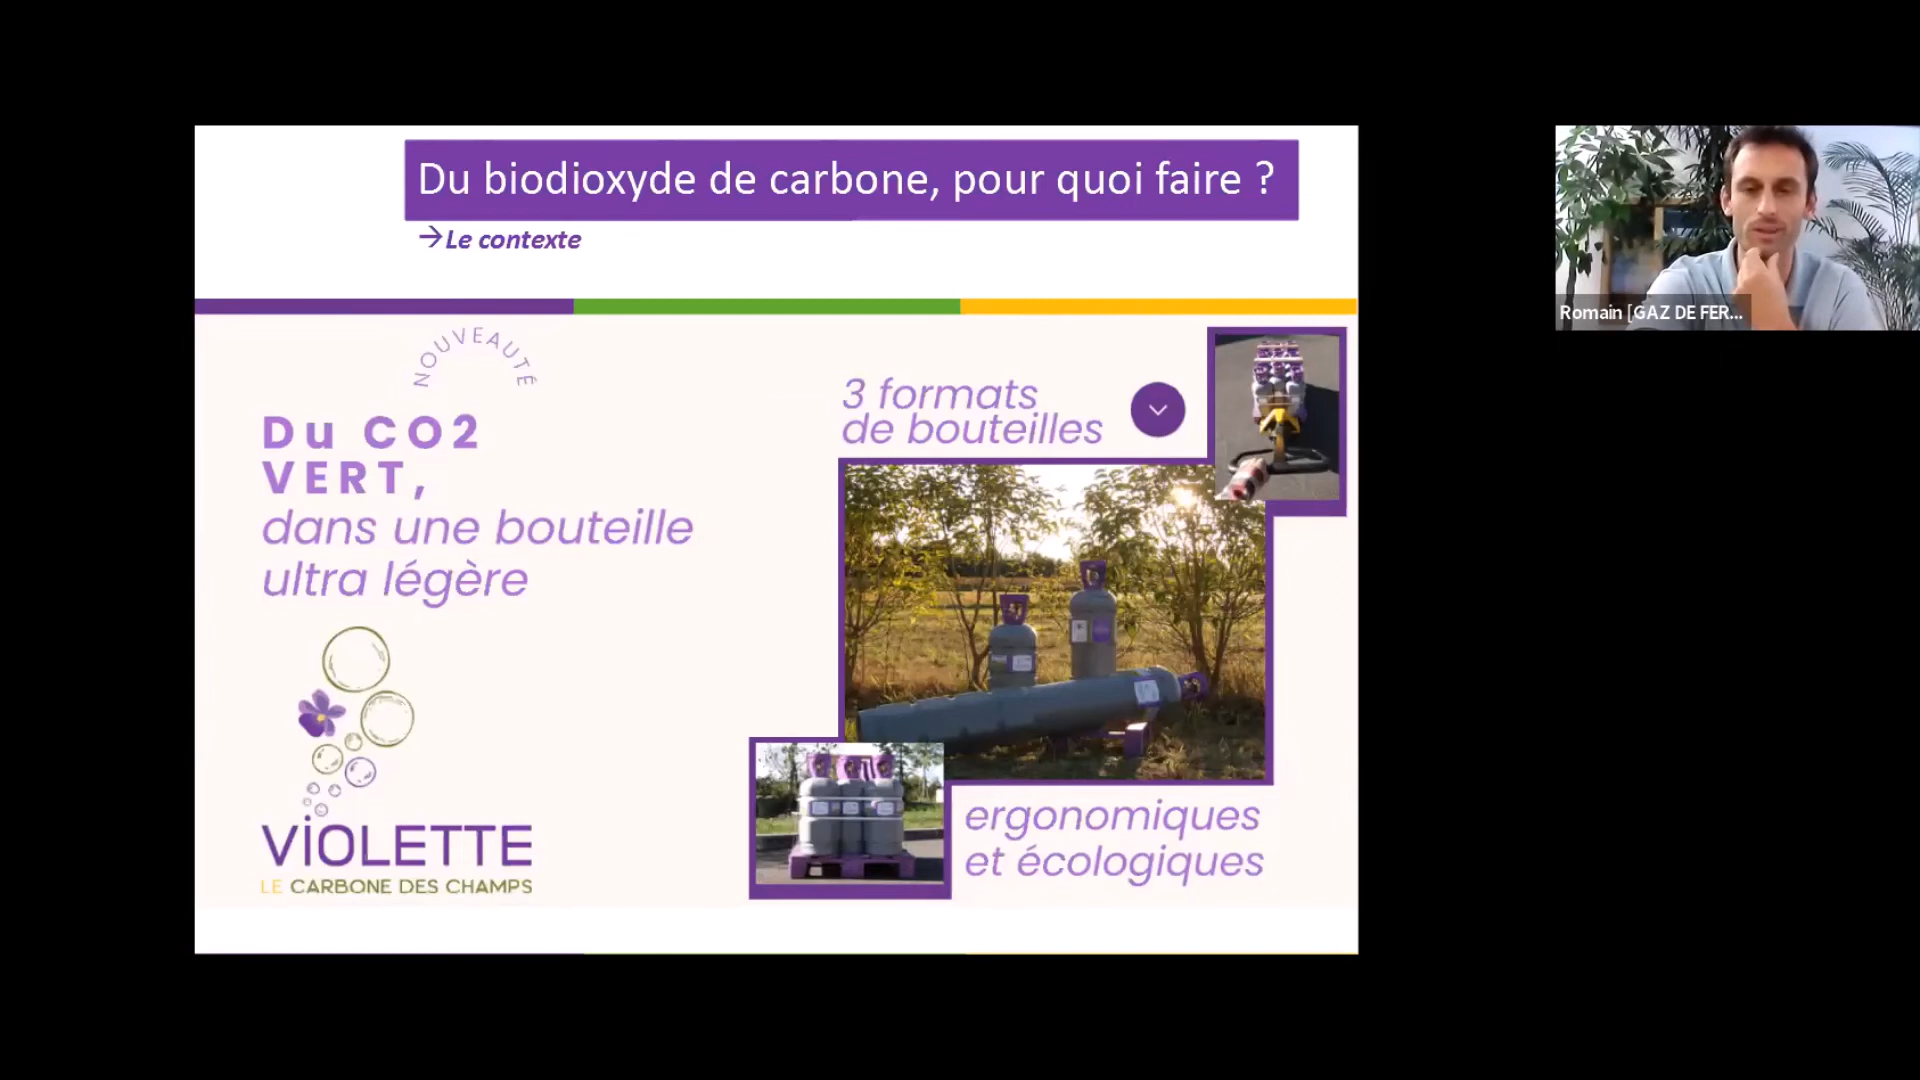 Du biodioxyde de carbone, pour quoi faire ?
→Le contexte
NOUVEAUTÉ
Du CO2
VERT,
dans une bouteille
ultra légère
3 formats
de bouteilles
ergonomiques
et écologiques
ViOLETTE
LE CARBONE DES CHAMPS
Romain [GAZ DE FER...